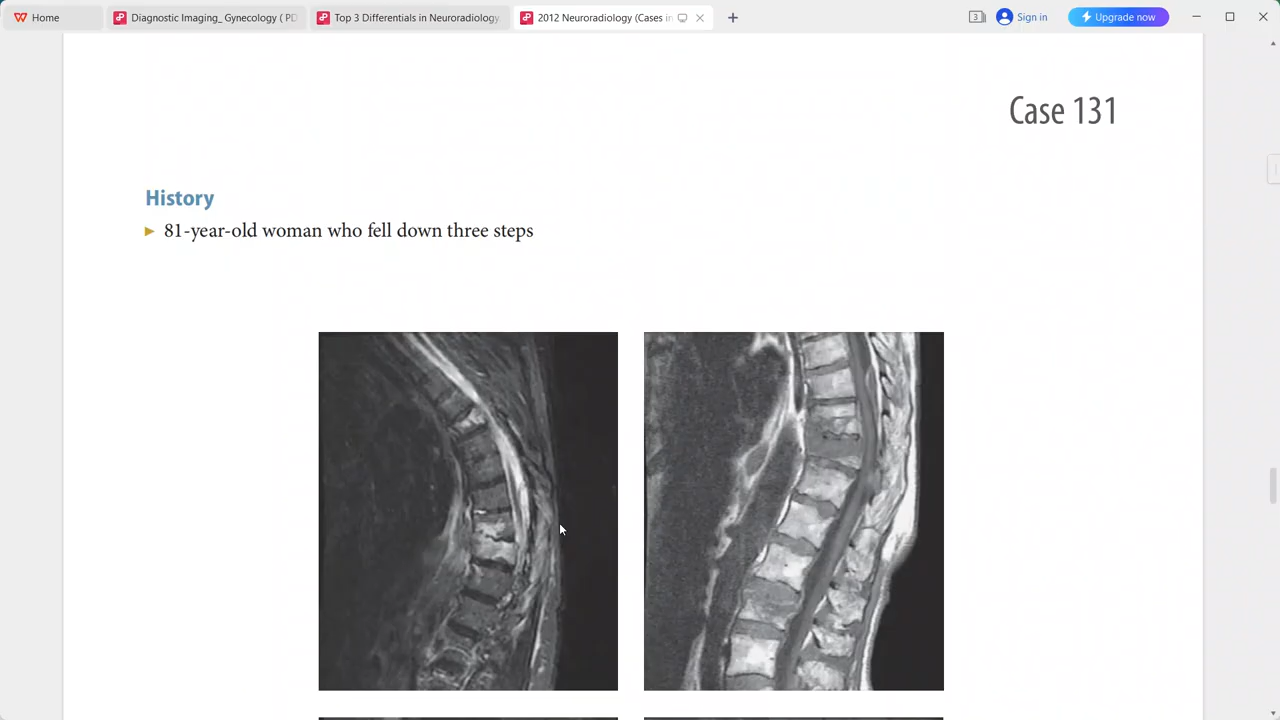 Home
Diagnostic Imaging_ Gynecology ( PD
Top 3 Differentials in Neuroradiology
2012 Neuroradiology (Cases in
3
Sign in
Upgrade now
Case 131
History
81-year-old woman who fell down three steps